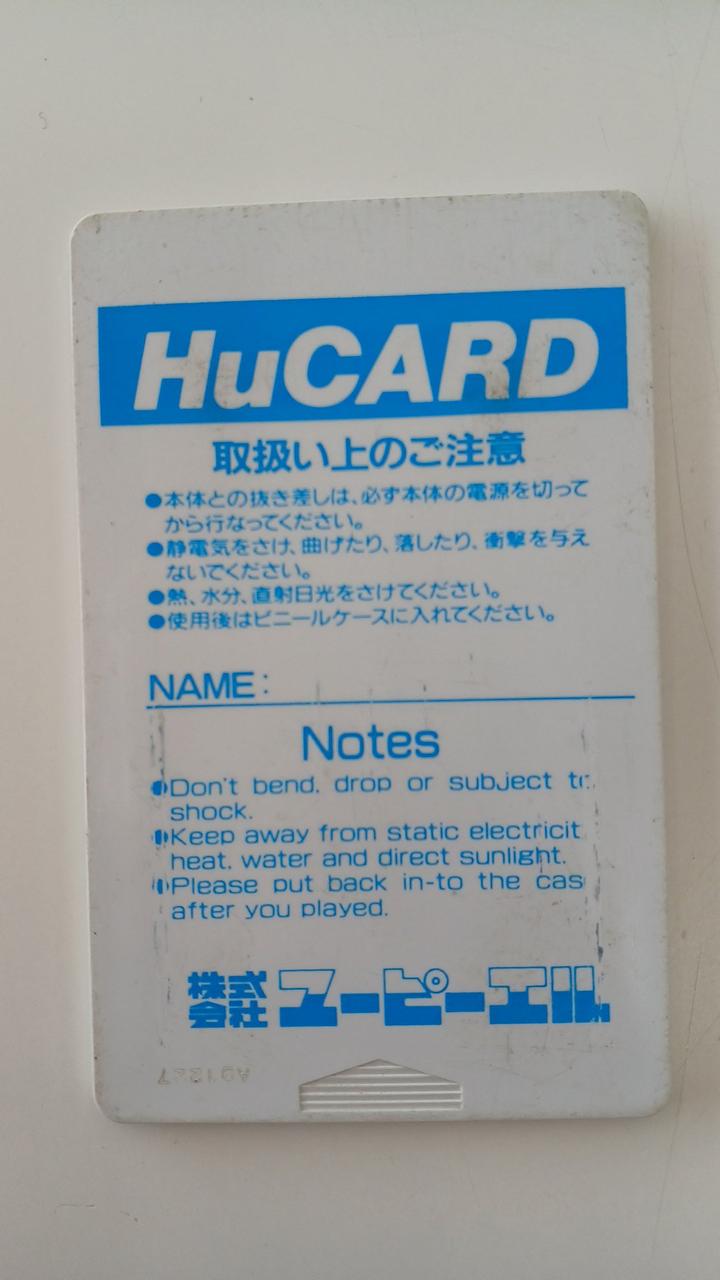 HuCARD
取扱い上のご注意
●本体との抜き差しは、必ず本体の電源を切って
から行なってください。
●静電気をさけ、曲げたり、落したり、衝撃を与え
ないでください。
●熱、水分、直射日光をさけてください。
●使用後はビニールケースに入れてください。
NAME:
Notes
●Don't bend. drop or subject to
shock.
●Keep away from static electricit
heat. water and direct sunlight.
●Please put back in-to the cas
after you played.
株式会社ユーピーエル